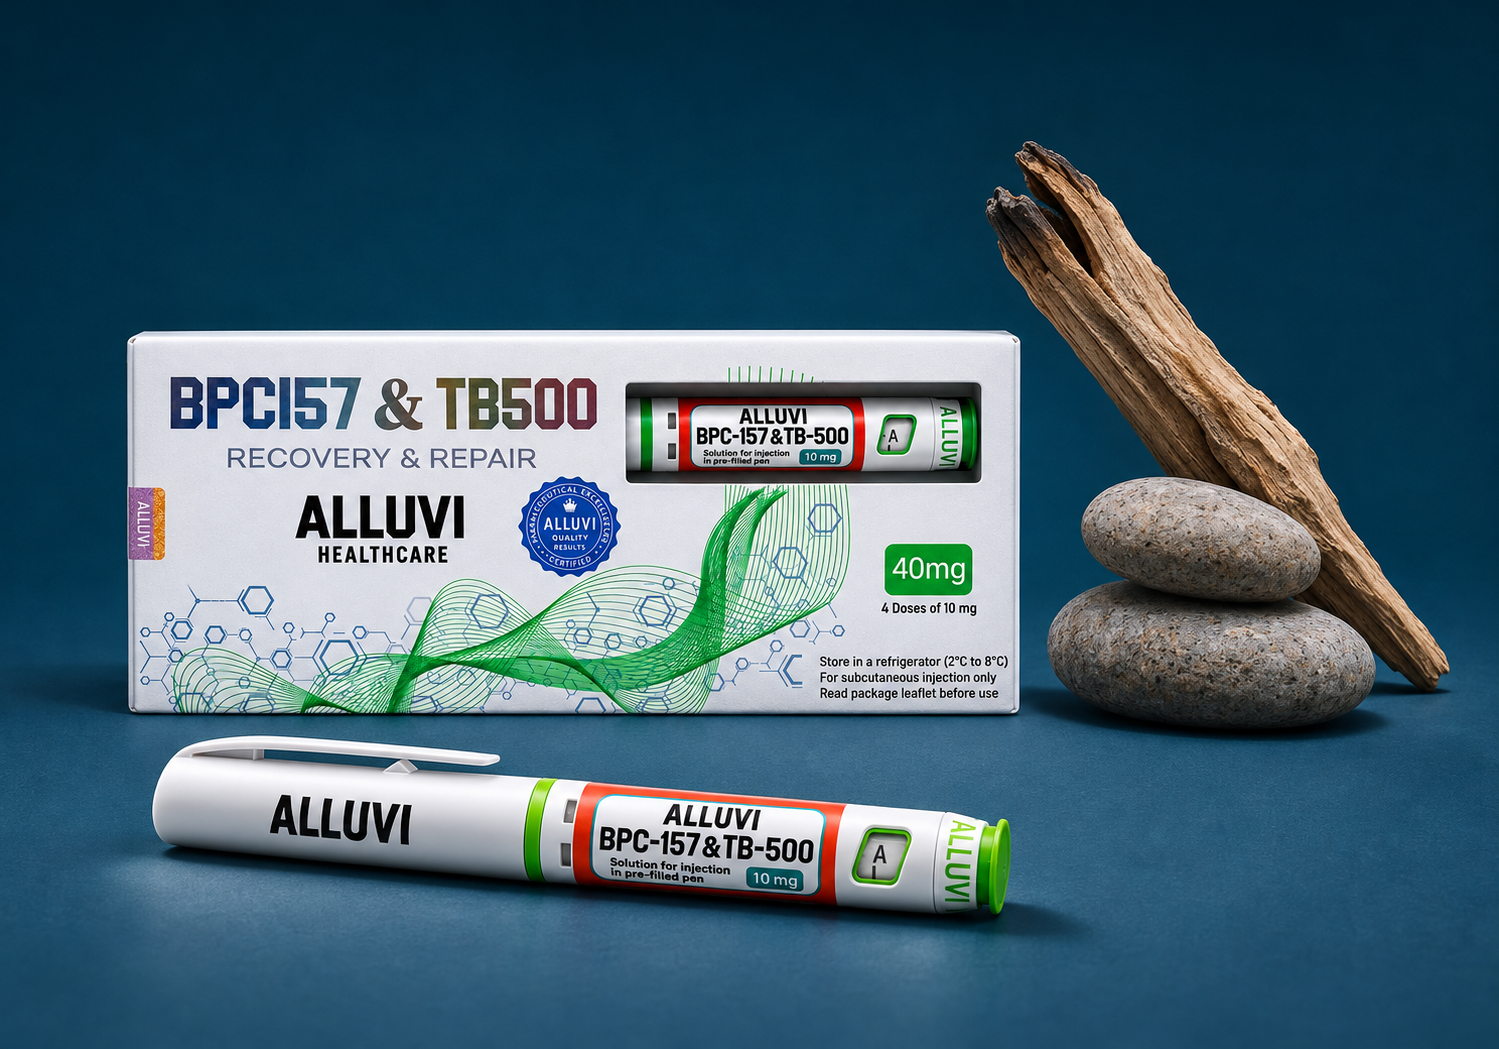 BPC157 & TB500
RECOVERY & REPAIR
ALLUVI
HEALTHCARE
ALLUVI
PHARMACEUTICAL EXCELLENCE
ALLUVI
QUALITY
RESULTS
CERTIFIED
ALLUVI
BPC-157&TB-500
Solution for injection
in pre-filled pen
10 mg
A
ALLUVI
40mg
4 Doses of 10 mg
Store in a refrigerator (2°C to 8°C)
For subcutaneous injection only
Read package leaflet before use
ALLUVI
ALLUVI
BPC-157&TB-500
Solution for injection
in pre-filled pen
10 mg
A
ALLUVI